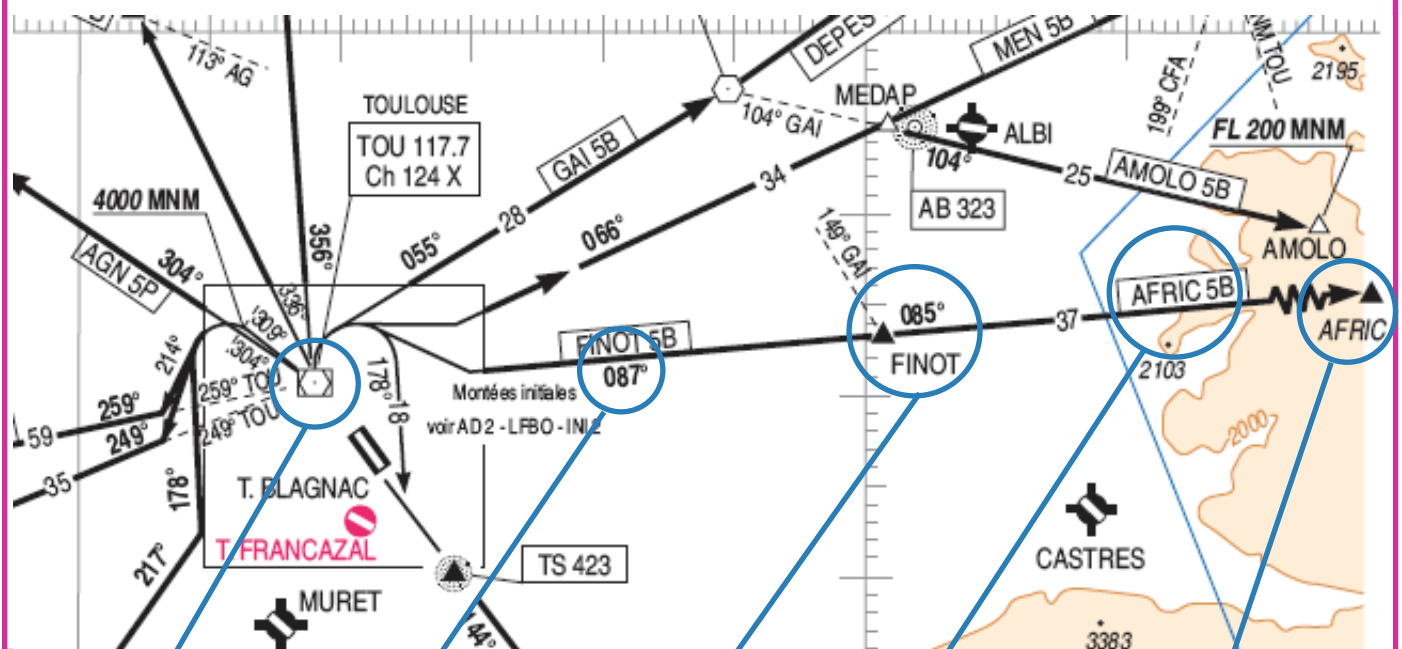 113° AG
DEPES
MEN 5B
199° CFA
NM TOU
2195
TOULOUSE
TOU 117.7
Ch 124 X
MEDAP
104° GAI
ALBI
FL 200 MNM
GAI 5B
104°
25
AMOLO 5B
4000 MNM
34
AB 323
28
AGN 5P
304°
356°
055°
066°
149° GAI
AMOLO
336°
309°
304°
085°
37
AFRIC 5B
AFRIC
FINOT 5B
087°
FINOT
214°
178°
18
2103
259° TOU
249° TOU
Montées initiales
voir AD 2 - LFBO - INI 2
259°
59
249°
35
2000
178°
T. BLAGNAC
T. FRANCAZAL
TS 423
CASTRES
217°
MURET
144°
3383